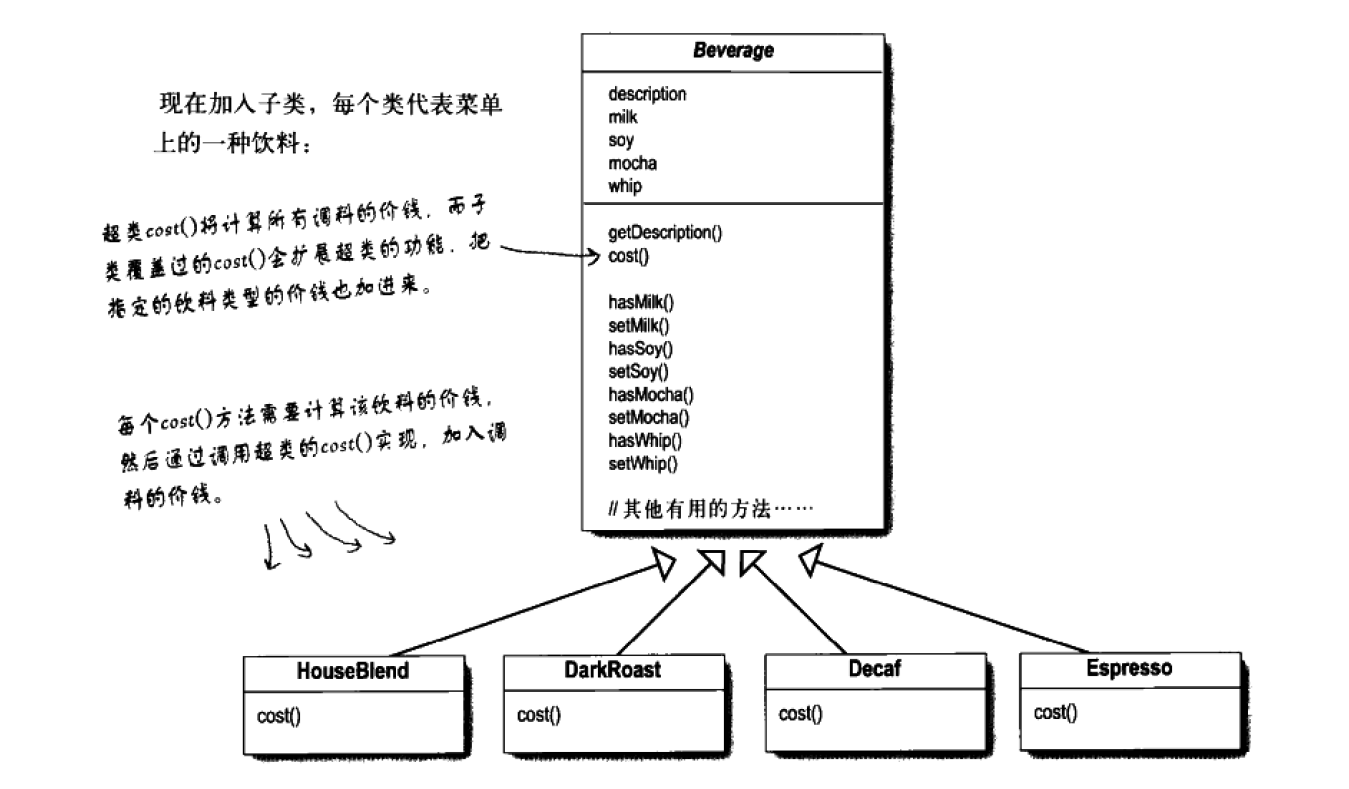 现在加入子类，每个类代表菜单
上的一种饮料：
超类cost()将计算所有调料的价钱，而子
类覆盖过的cost()会扩展超类的功能，把
指定的饮料类型的价钱也加进来。
每个cost()方法需要计算该饮料的价钱，
然后通过调用超类的cost()实现，加入调
料的价钱。
Beverage
description
milk
soy
mocha
whip
getDescription()
cost()
hasMilk()
setMilk()
hasSoy()
setSoy()
hasMocha()
setMocha()
hasWhip()
setWhip()
//其他有用的方法……
HouseBlend
cost()
DarkRoast
cost()
Decaf
cost()
Espresso
cost()